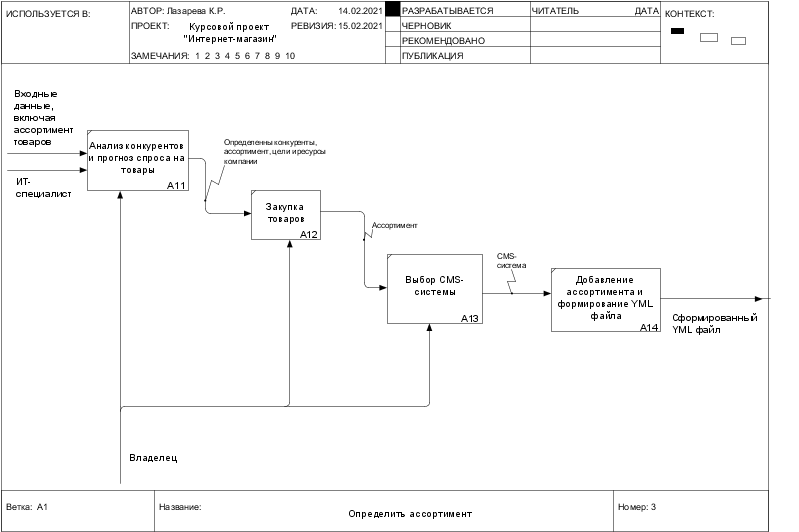 ИСПОЛЬЗУЕТСЯ В:
АВТОР: Лазарева К.Р.
ДАТА: 14.02.2021
РАЗРАБАТЫВАЕТСЯ
ЧИТАТЕЛЬ
ДАТА
КОНТЕКСТ:
ПРОЕКТ: Курсовой проект
"Интернет-магазин"
РЕВИЗИЯ: 15.02.2021
ЧЕРНОВИК
РЕКОМЕНДОВАНО
ЗАМЕЧАНИЯ: 1 2 3 4 5 6 7 8 9 10
ПУБЛИКАЦИЯ
Входные
данные,
включая
ассортимент
товаров
ИТ-
специалист
Анализ конкурентов
и прогноз спроса на
товары
A11
Определенны конкуренты,
ассортимент, цели иресурсы
компании
Закупка
товаров
A12
Ассортимент
Выбор CMS-
системы
A13
CMS-
система
Добавление
ассортимента и
формирование YML
файла
A14
Сформированный
YML файл
Владелец
Ветка: A1
Название:
Определить ассортимент
Номер: 3